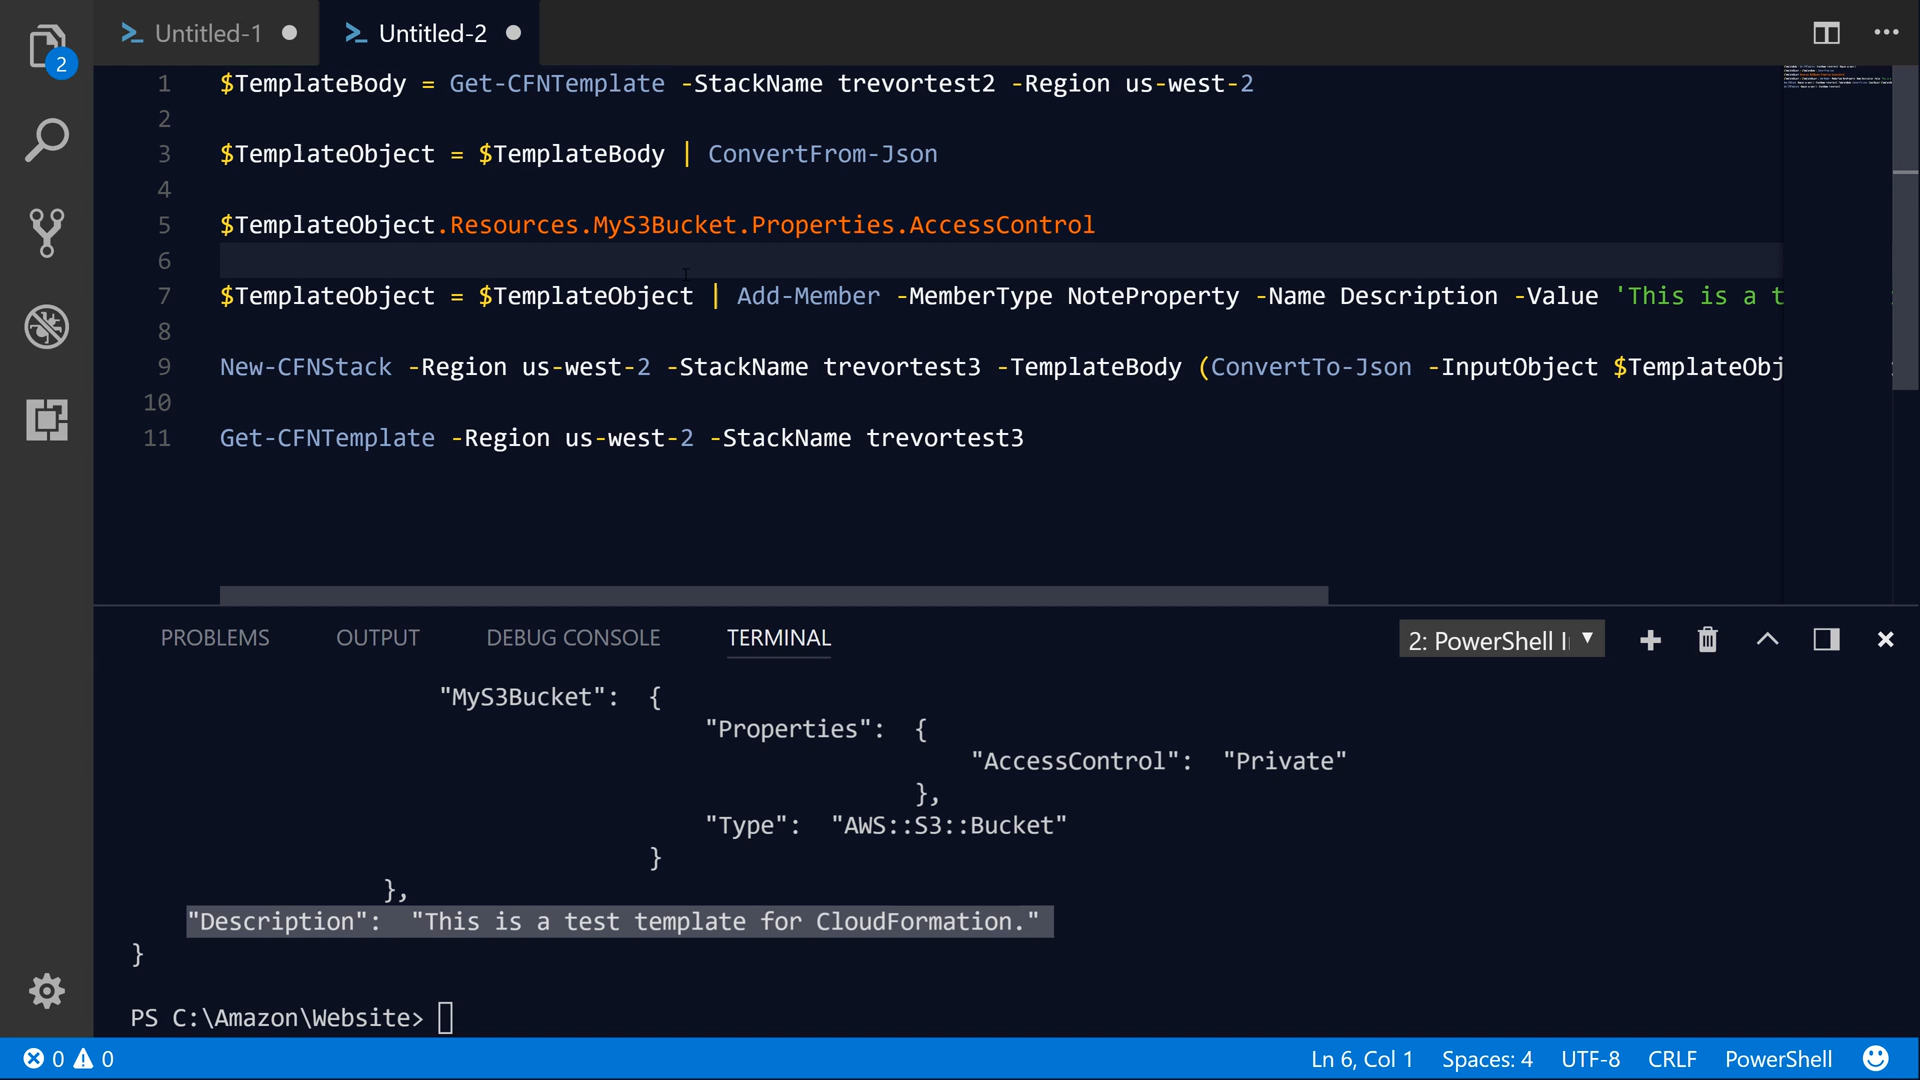 Untitled-1
Untitled-2
2
1 $TemplateBody = Get-CFNTemplate -StackName trevortest2 -Region us-west-2
2
3 $TemplateObject = $TemplateBody | ConvertFrom-Json
4
5 $TemplateObject.Resources.MyS3Bucket.Properties.AccessControl
6
7 $TemplateObject = $TemplateObject | Add-Member -MemberType NoteProperty -Name Description -Value 'This is a t
8
9 New-CFNStack -Region us-west-2 -StackName trevortest3 -TemplateBody (ConvertTo-Json -InputObject $TemplateObj
10
11 Get-CFNTemplate -Region us-west-2 -StackName trevortest3
PROBLEMS OUTPUT DEBUG CONSOLE TERMINAL 2: PowerShell I
"MyS3Bucket": {
"Properties": {
"AccessControl": "Private"
},
"Type": "AWS::S3::Bucket"
}
},
"Description": "This is a test template for CloudFormation."
}
PS C:\Amazon\Website>
0 0 Ln 6, Col 1 Spaces: 4 UTF-8 CRLF PowerShell